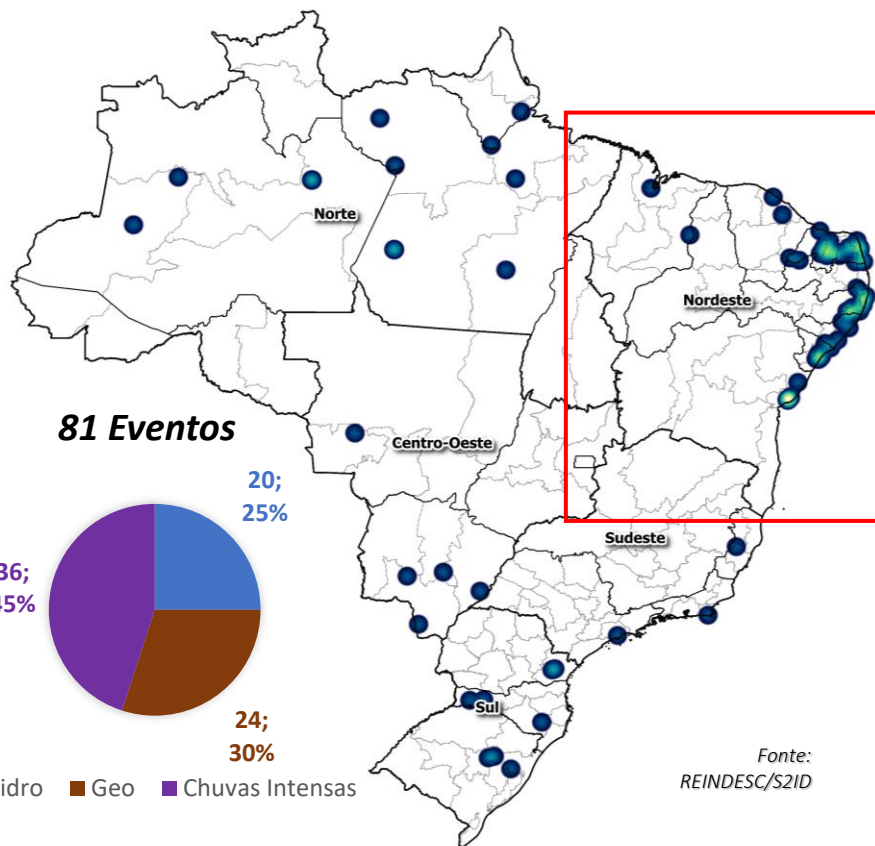 Norte
Nordeste
81 Eventos
Centro-Oeste
20;
25%
Sudeste
36;
45%
Sul
24;
30%
Fonte:
REINDESC/S2ID
idro Geo Chuvas Intensas